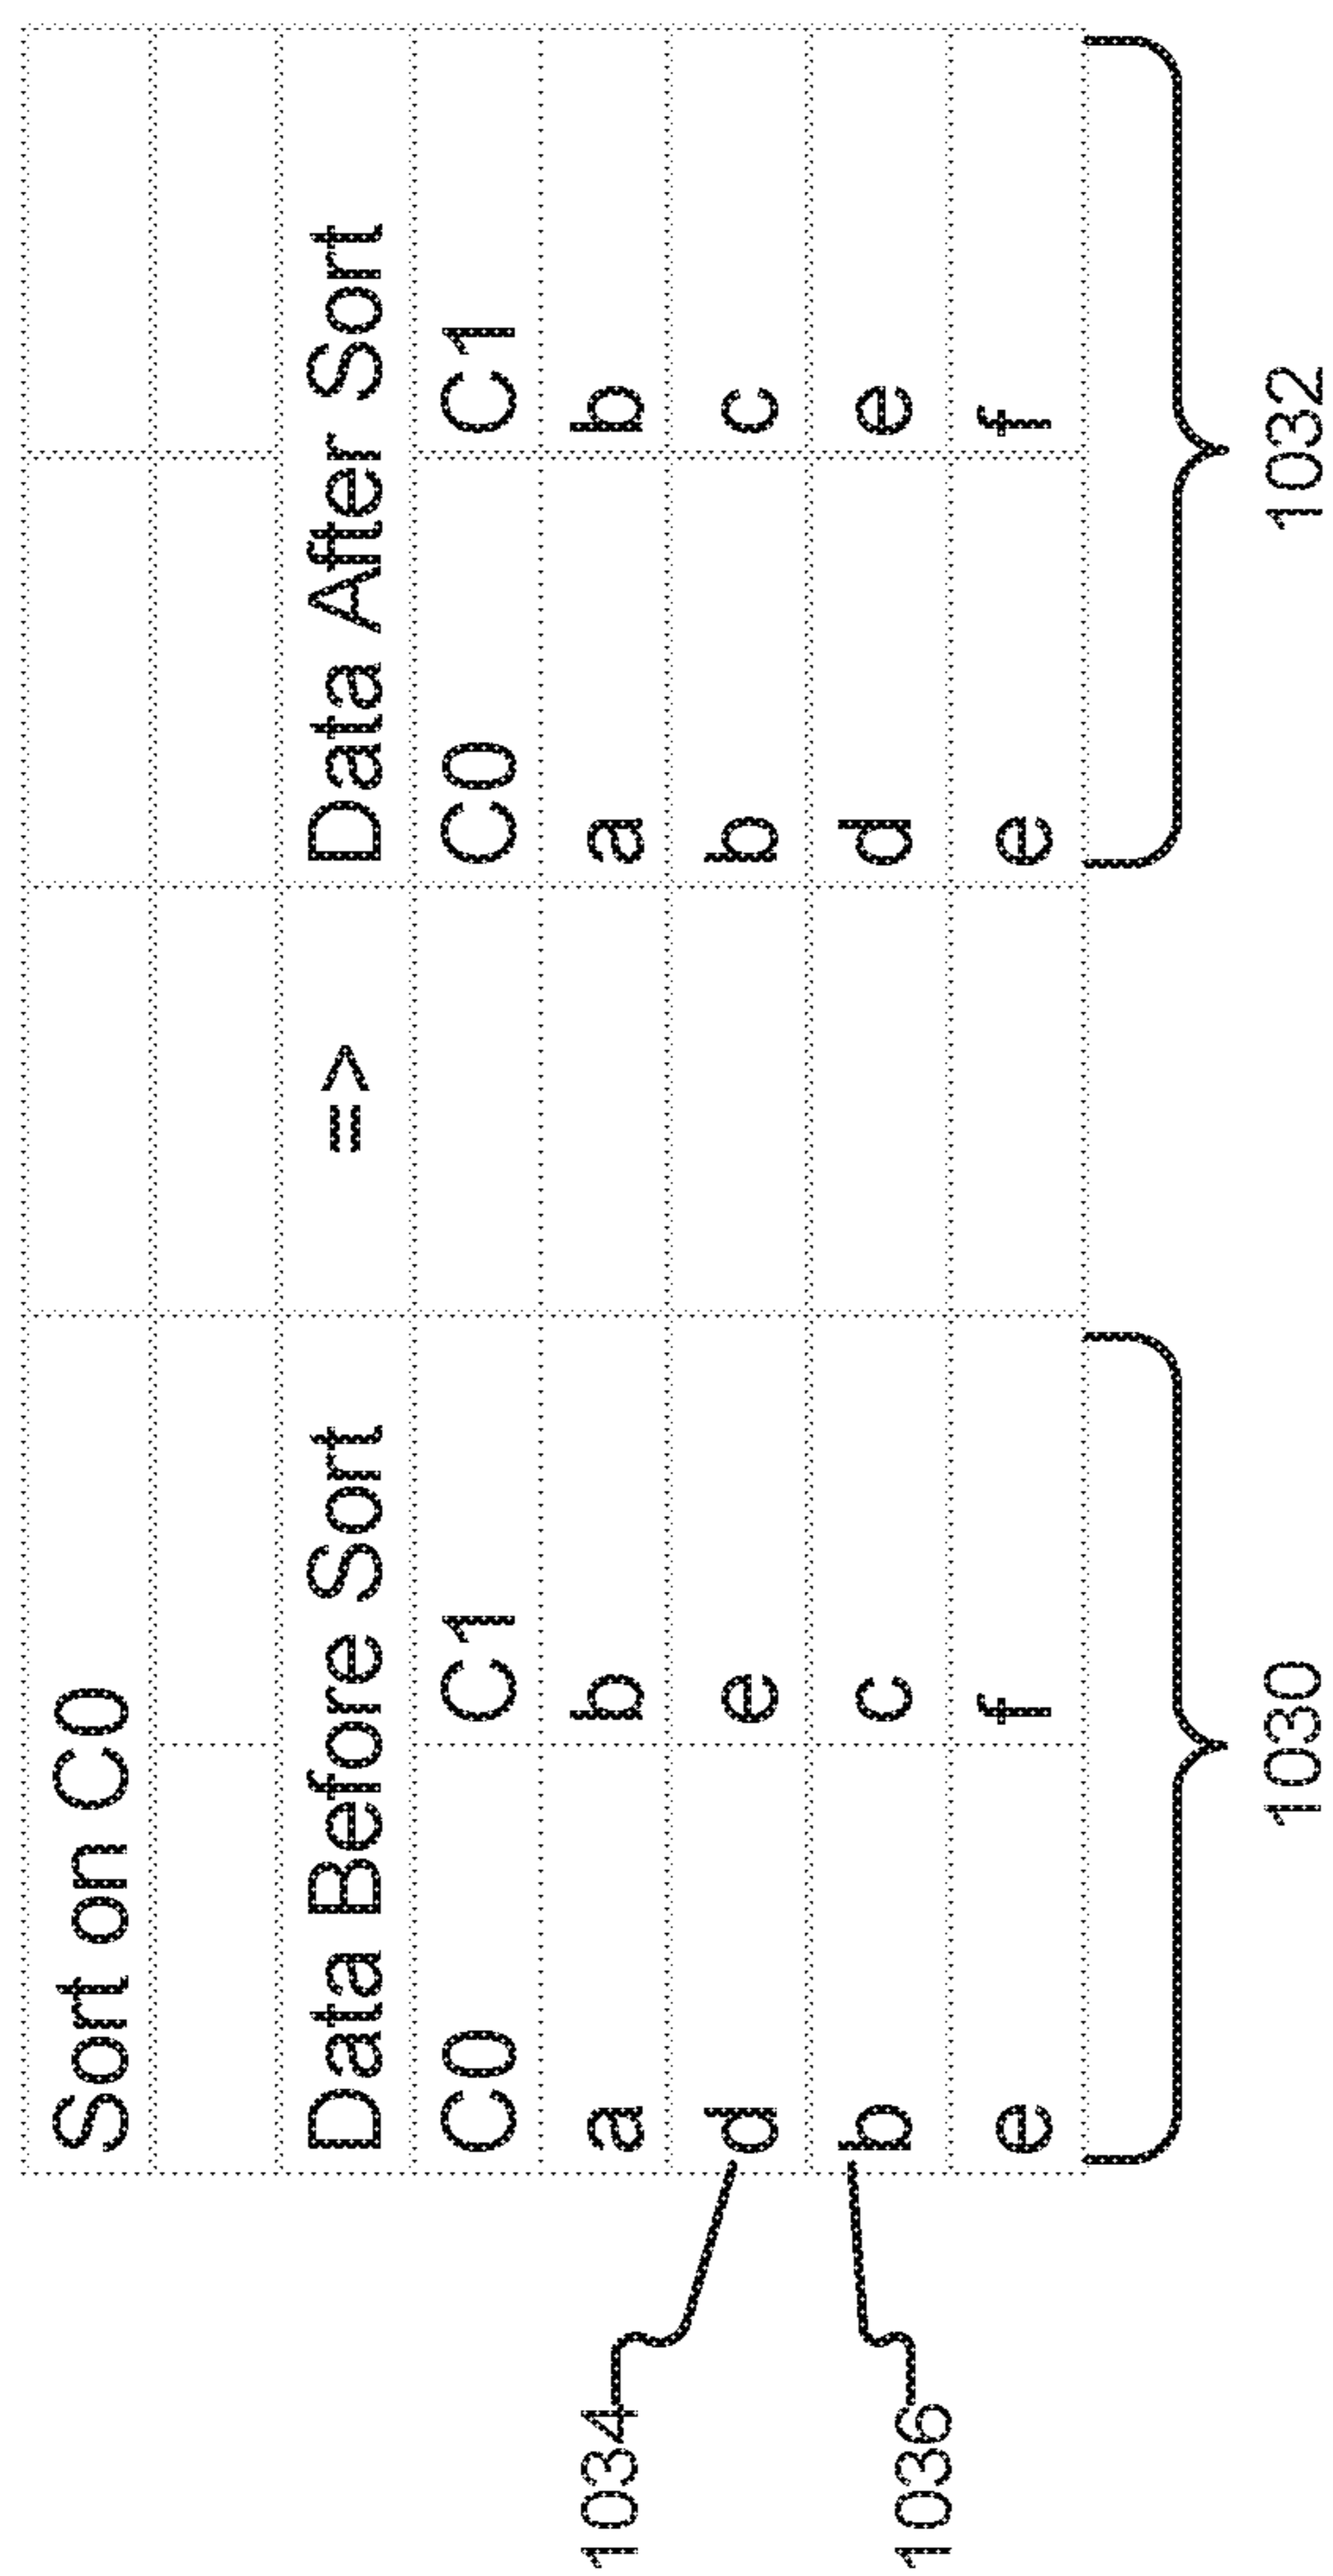 Sort on C0
Data Before Sort => Data After Sort
C0 C1 C0 C1
a b a b
1034 d e b c
1036 b c d e
e f e f
1030 1032